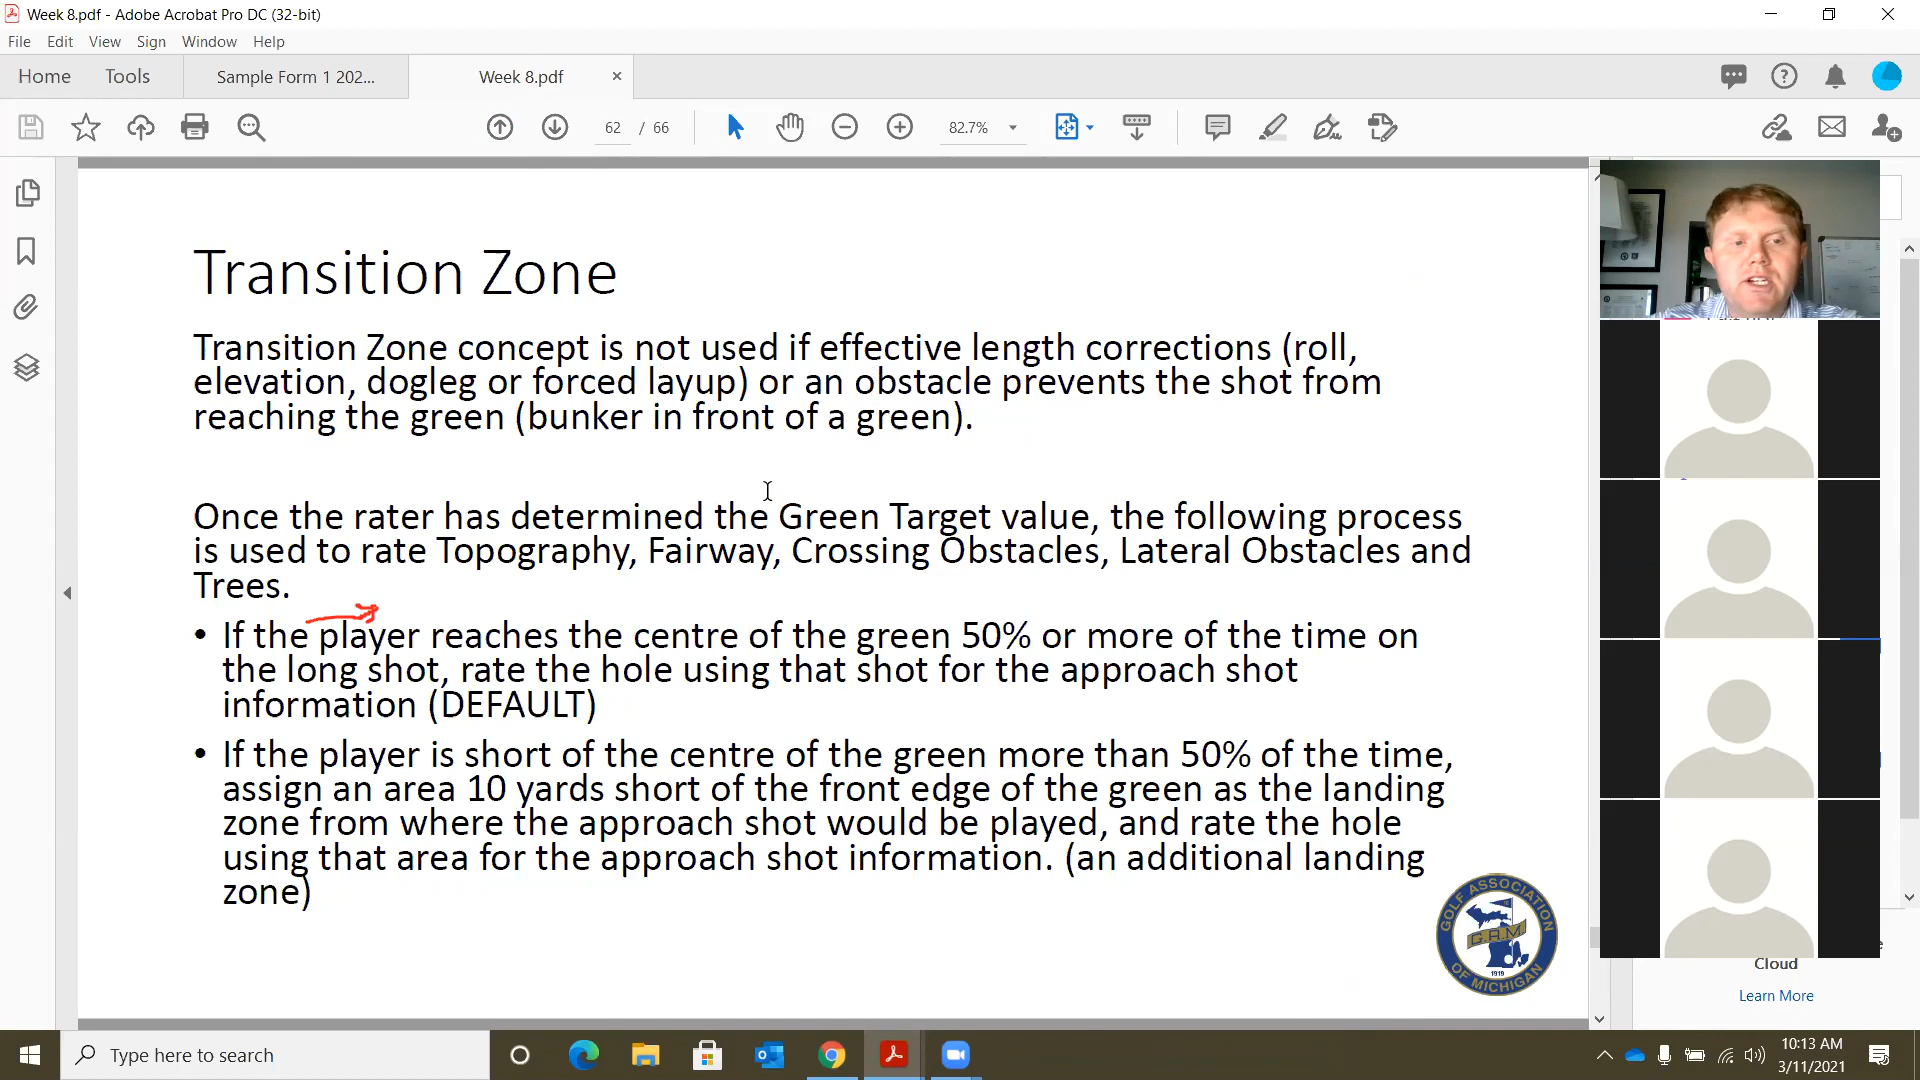 Week 8.pdf - Adobe Acrobat Pro DC (32-bit)
File Edit View Sign Window Help
Home Tools Sample Form 1 202... Week 8.pdf
62 / 66 82.7%
Transition Zone
Transition Zone concept is not used if effective length corrections (roll,
elevation, dogleg or forced layup) or an obstacle prevents the shot from
reaching the green (bunker in front of a green).
Once the rater has determined the Green Target value, the following process
is used to rate Topography, Fairway, Crossing Obstacles, Lateral Obstacles and
Trees.
• If the player reaches the centre of the green 50% or more of the time on
the long shot, rate the hole using that shot for the approach shot
information (DEFAULT)
• If the player is short of the centre of the green more than 50% of the time,
assign an area 10 yards short of the front edge of the green as the landing
zone from where the approach shot would be played, and rate the hole
using that area for the approach shot information. (an additional landing
zone)
GOLF ASSOCIATION
G.A.M
1919
OF MICHIGAN
Cloud
Learn More
Type here to search
10:13 AM
3/11/2021